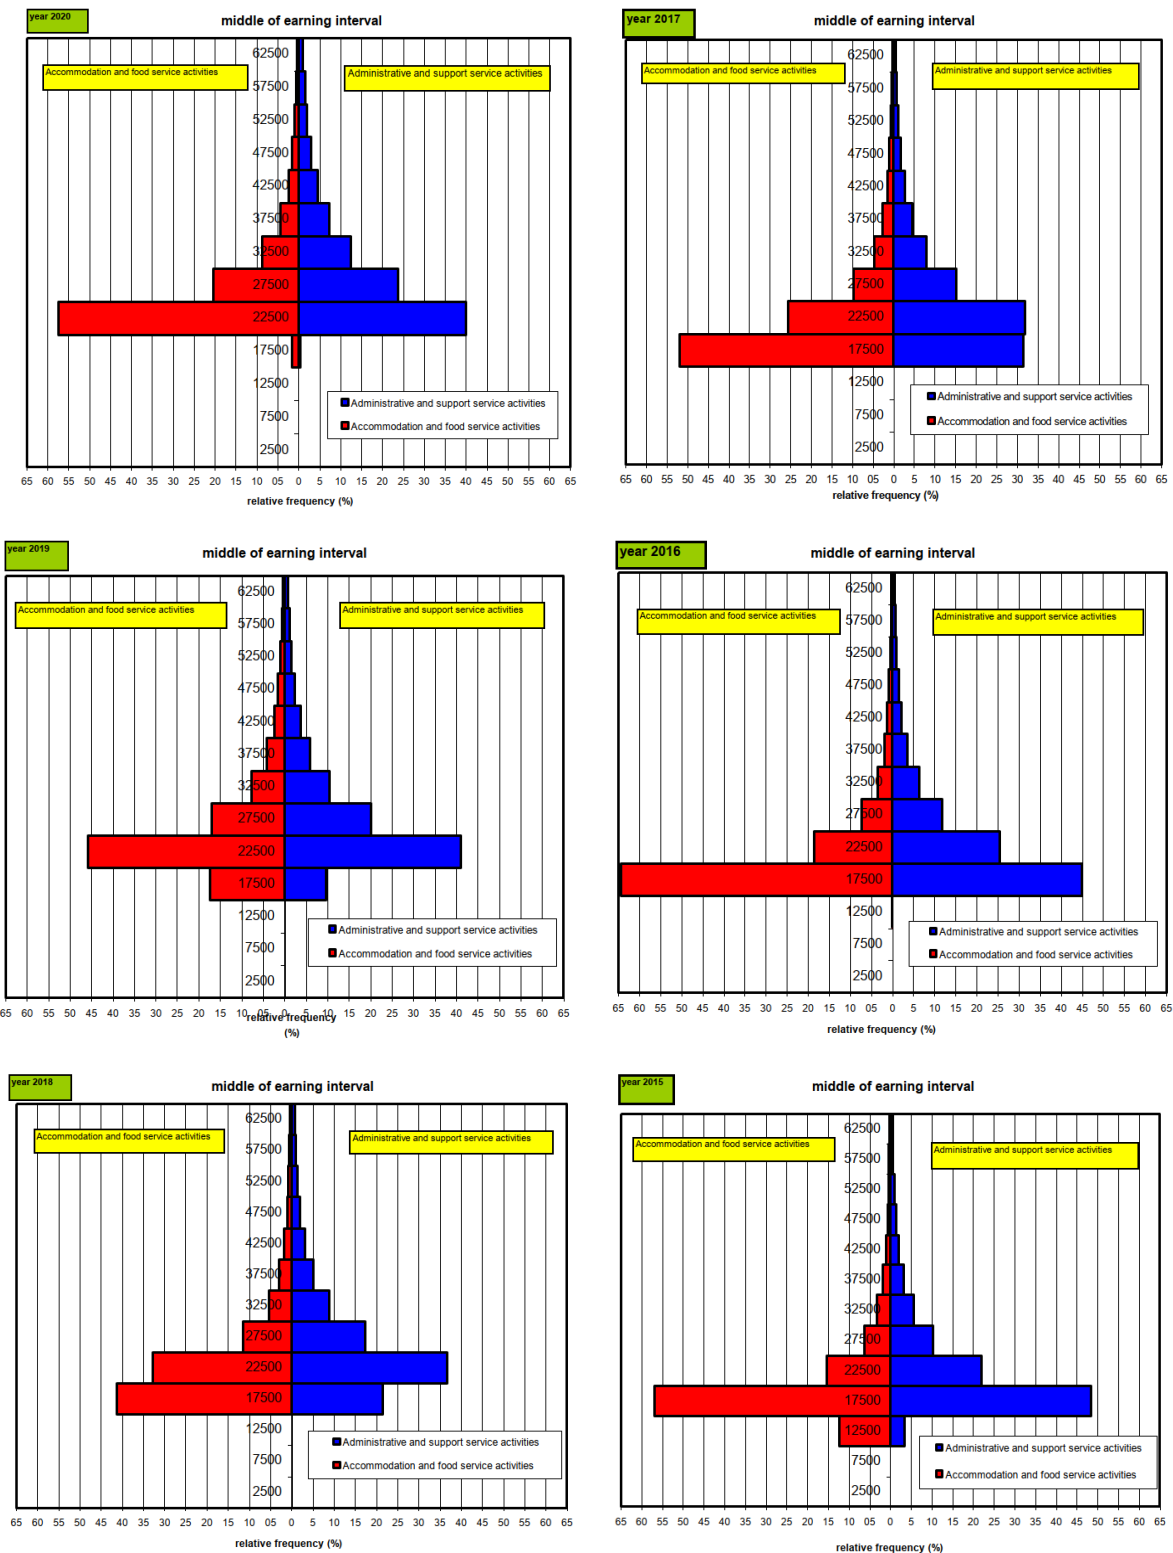 year 2020
middle of earning interval
Accommodation and food service activities
Administrative and support service activities
62500
57500
52500
47500
42500
37500
32500
27500
22500
17500
12500
7500
2500
Administrative and support service activities
Accommodation and food service activities
65 60 55 50 45 40 35 30 25 20 15 10 05 0 5 10 15 20 25 30 35 40 45 50 55 60 65
relative frequency (%)
year 2017
middle of earning interval
Accommodation and food service activities
Administrative and support service activities
62500
57500
52500
47500
42500
37500
32500
27500
22500
17500
12500
7500
2500
Administrative and support service activities
Accommodation and food service activities
65 60 55 50 45 40 35 30 25 20 15 10 05 0 5 10 15 20 25 30 35 40 45 50 55 60 65
relative frequency (%)
year 2019
middle of earning interval
Accommodation and food service activities
Administrative and support service activities
62500
57500
52500
47500
42500
37500
32500
27500
22500
17500
12500
7500
2500
Administrative and support service activities
Accommodation and food service activities
65 60 55 50 45 40 35 30 25 20 15 10 05 0 5 10 15 20 25 30 35 40 45 50 55 60 65
relative frequency
(%)
year 2016
middle of earning interval
Accommodation and food service activities
Administrative and support service activities
62500
57500
52500
47500
42500
37500
32500
27500
22500
17500
12500
7500
2500
Administrative and support service activities
Accommodation and food service activities
65 60 55 50 45 40 35 30 25 20 15 10 05 0 5 10 15 20 25 30 35 40 45 50 55 60 65
relative frequency (%)
year 2018
middle of earning interval
Accommodation and food service activities
Administrative and support service activities
62500
57500
52500
47500
42500
37500
32500
27500
22500
17500
12500
7500
2500
Administrative and support service activities
Accommodation and food service activities
65 60 55 50 45 40 35 30 25 20 15 10 05 0 5 10 15 20 25 30 35 40 45 50 55 60 65
relative frequency (%)
year 2015
middle of earning interval
Accommodation and food service activities
Administrative and support service activities
62500
57500
52500
47500
42500
37500
32500
27500
22500
17500
12500
7500
2500
Administrative and support service activities
Accommodation and food service activities
65 60 55 50 45 40 35 30 25 20 15 10 05 0 5 10 15 20 25 30 35 40 45 50 55 60 65
relative frequency (%)